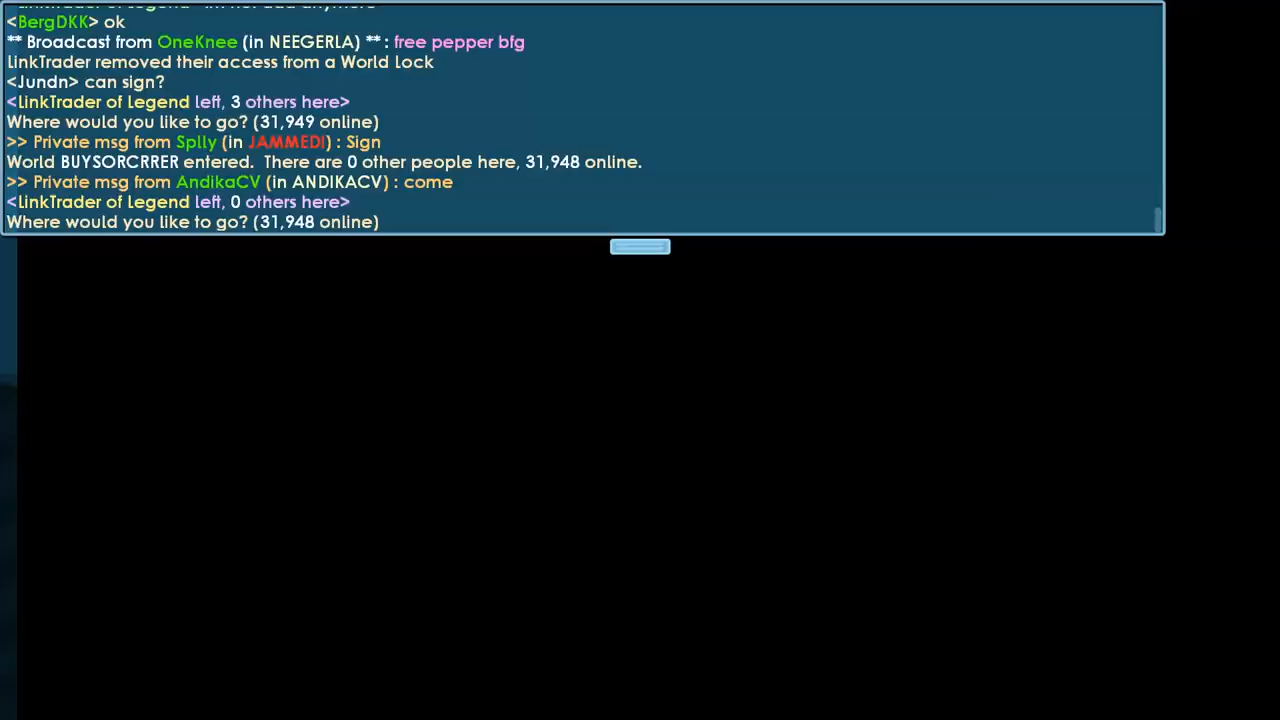 <BergDKK> ok
** Broadcast from OneKnee (in NEEGERLA) ** : free pepper bfg
LinkTrader removed their access from a World Lock
<Jundn> can sign?
<LinkTrader of Legend left, 3 others here>
Where would you like to go? (31,949 online)
>> Private msg from Splly (in JAMMED!) : Sign
World BUYSORCRRER entered. There are 0 other people here, 31,948 online.
>> Private msg from AndikaCV (in ANDIKACV) : come
<LinkTrader of Legend left, 0 others here>
Where would you like to go? (31,948 online)